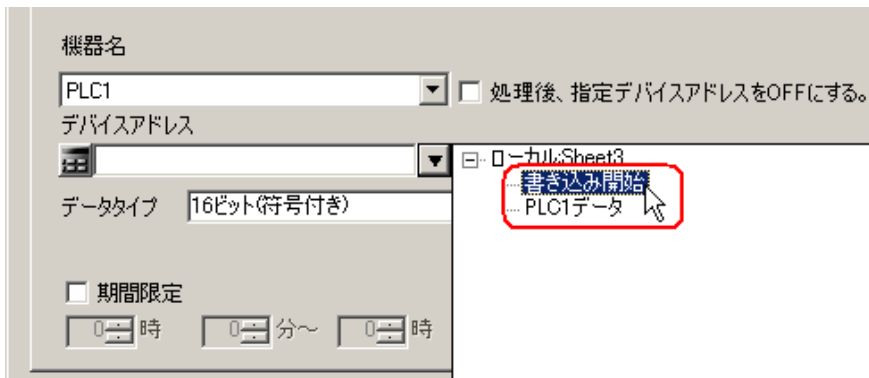 機器名
PLC1
処理後、指定デバイスアドレスをOFFにする。
デバイスアドレス
ローカル:Sheet3
書き込み開始
データタイプ 16ビット(符号付き)
PLC1データ
期間限定
0時 0分～ 0時